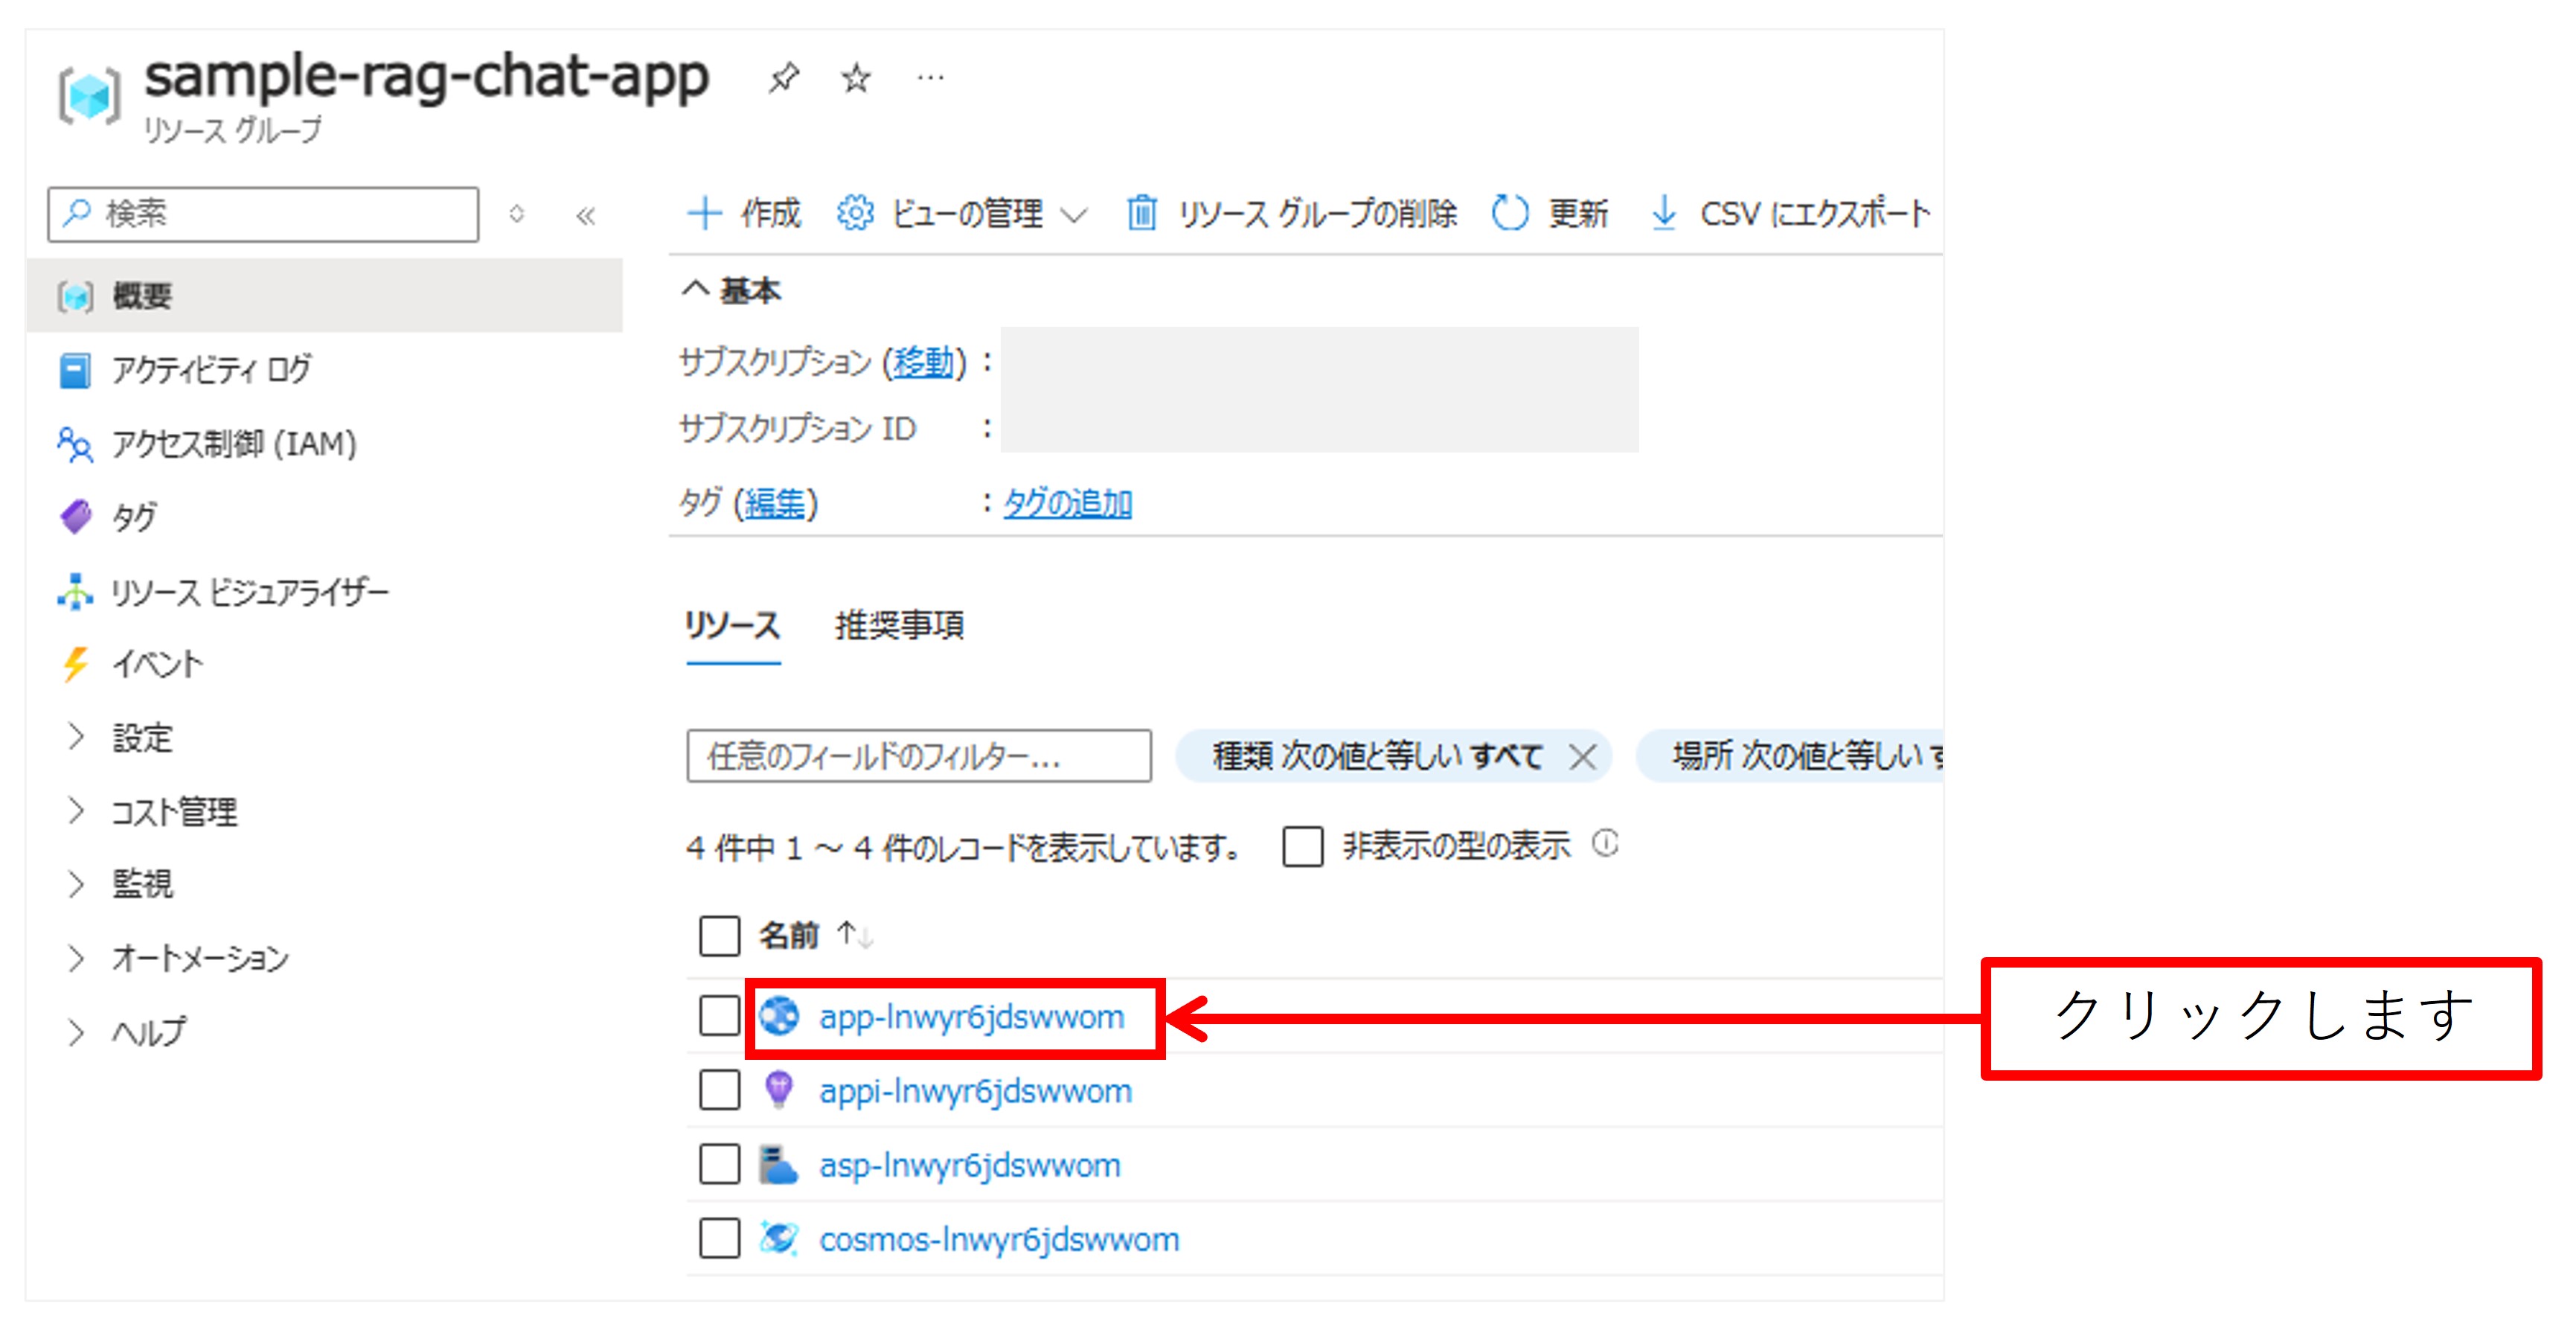 sample-rag-chat-app
リソース グループ
検索
作成 ビューの管理 リソース グループの削除 更新 CSV にエクスポート
概要
アクティビティ ログ
アクセス制御 (IAM)
タグ
リソース ビジュアライザー
イベント
設定
コスト管理
監視
オートメーション
ヘルプ
基本
サブスクリプション (移動) :
サブスクリプション ID :
タグ (編集) : タグの追加
リソース 推奨事項
任意のフィールドのフィルター... 種類 次の値と等しい すべて 場所 次の値と等しい
4 件中 1 ～ 4 件のレコードを表示しています。 非表示の型の表示
名前
app-lnwyr6jdswwom
appi-lnwyr6jdswwom
asp-lnwyr6jdswwom
cosmos-lnwyr6jdswwom
クリックします